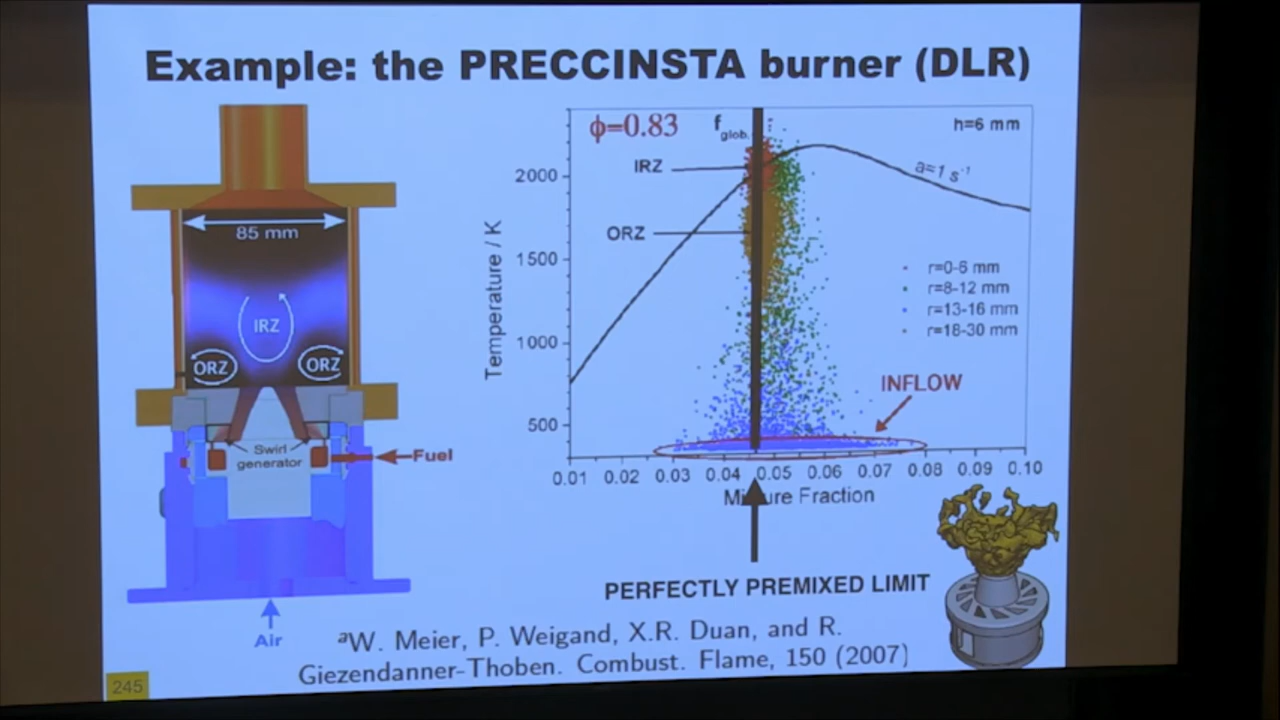 Example: the PRECCINSTA burner (DLR)
85 mm
IRZ
ORZ
ORZ
Swirl
generator
Fuel
Air
ϕ=0.83
f glob.
h=6 mm
IRZ
ORZ
a=1 s⁻¹
r=0-6 mm
r=8-12 mm
r=13-16 mm
r=18-30 mm
INFLOW
Temperature / K
2000
1500
1000
500
0.01 0.02 0.03 0.04 0.05 0.06 0.07 0.08 0.09 0.10
Mixture Fraction
PERFECTLY PREMIXED LIMIT
ᵃW. Meier, P. Weigand, X.R. Duan, and R.
Giezendanner-Thoben. Combust. Flame, 150 (2007)
245